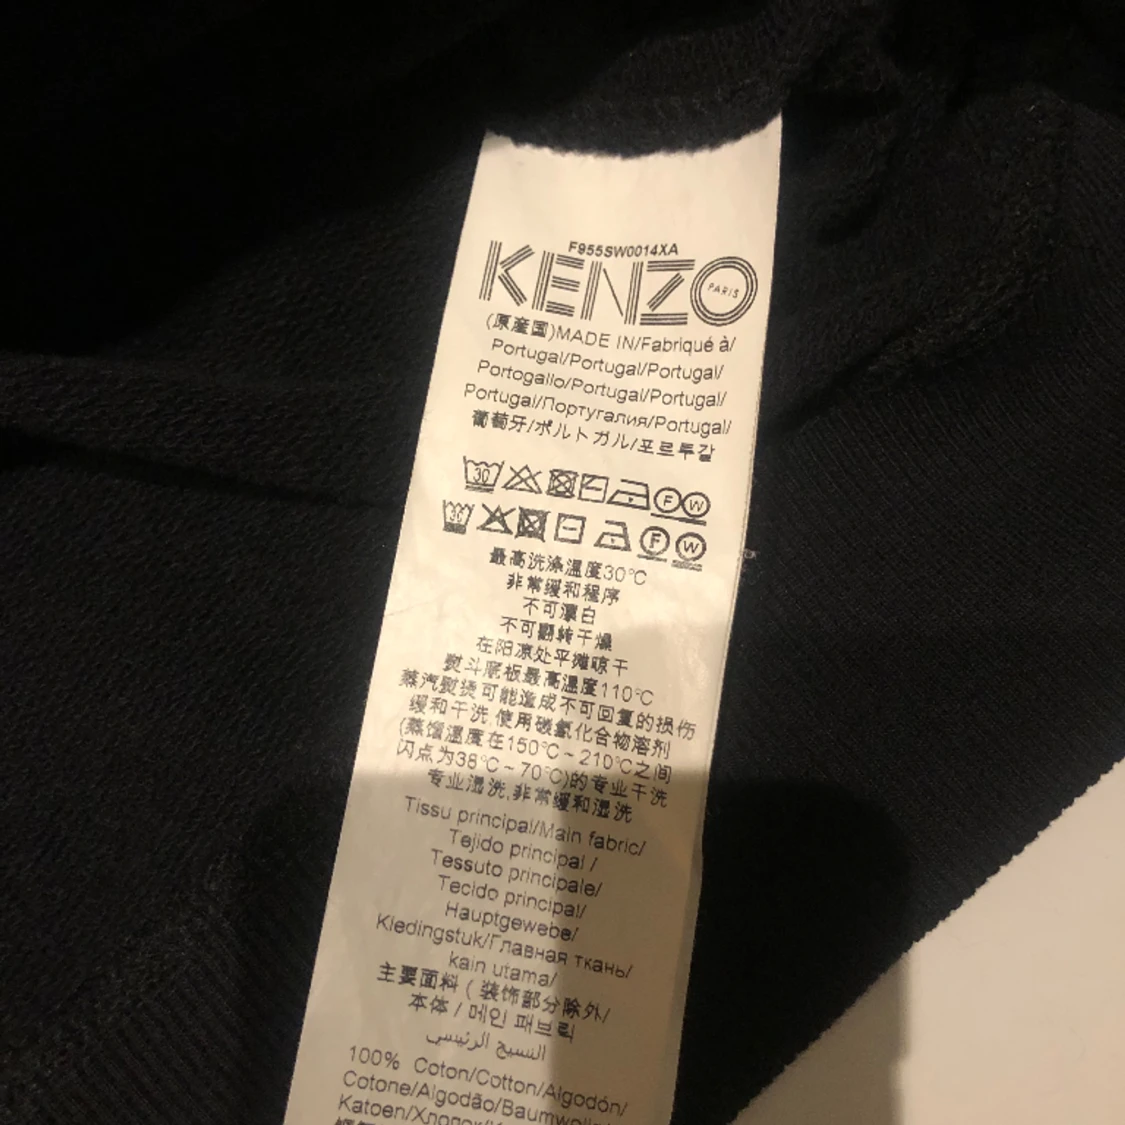 F955SW0014XA
KENZO
PARIS
(原産国)MADE IN/Fabriqué à/
Portugal/Portugal/Portugal/
Portogallo/Portugal/Portugal/
Portugal/Португалия/Portugal/
葡萄牙/ポルトガル/포르투갈
30 F W
30 F W
最高洗涤温度30℃
非常缓和程序
不可漂白
不可翻转干燥
在阴凉处平摊晾干
熨斗底板最高温度110℃
蒸汽熨烫可能造成不可回复的损伤
缓和干洗,使用碳氢化合物溶剂
(蒸馏温度在150℃~210℃之间
闪点为38℃~70℃)的专业干洗
专业湿洗,非常缓和湿洗
Tissu principal/Main fabric/
Tejido principal /
Tessuto principale/
Tecido principal/
Hauptgewebe/
Kledingstuk/Главная ткань/
kain utama/
主要面料 ( 装饰部分除外/
本体 / 메인 패브릭
النسيج الرئيسى
100% Coton/Cotton/Algodón/
Cotone/Algodão/
Katoen/Хлопок/